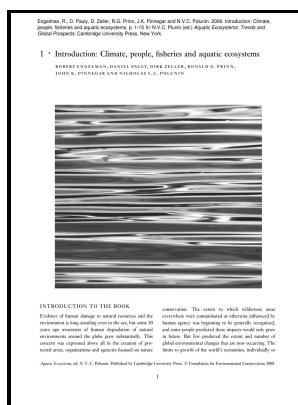 Engelman, R., D. Pauly, D. Zeller, R.G. Prinn, J.K. Pinnegar and N.V.C. Polunin. 2008. Introduction: Climate,
people, fisheries and aquatic ecosystems, p. 1-15 In: N.V.C. Plunin (ed.) Aquatic Ecosystems: Trends and
Global Prospects. Cambridge University Press, New York.
1 · Introduction: Climate, people, fisheries and aquatic ecosystems
ROBERT ENGELMAN, DANIEL PAULY, DIRK ZELLER, RONALD G. PRINN,
JOHN K. PINNEGAR AND NICHOLAS V. C. POLUNIN
INTRODUCTION TO THE BOOK
Evidence of human damage to natural resources and the
environment is long-standing even in the sea, but some 30
years ago awareness of human degradation of natural
environments around the globe grew substantially. This
concern was expressed above all in the creation of pro-
tected areas, organizations and agencies focused on nature
conservation. The extent to which wilderness areas
everywhere were contaminated or otherwise influenced by
human agency was beginning to be generally recognized,
and some people predicted these impacts would only grow
in future. But few predicted the extent and number of
global environmental changes that are now occurring. The
limits to growth of the world's economies, individually or
Aquatic Ecosystems, ed. N. V. C. Polunin. Published by Cambridge University Press. © Foundation for Environmental Conservation 2008.
1